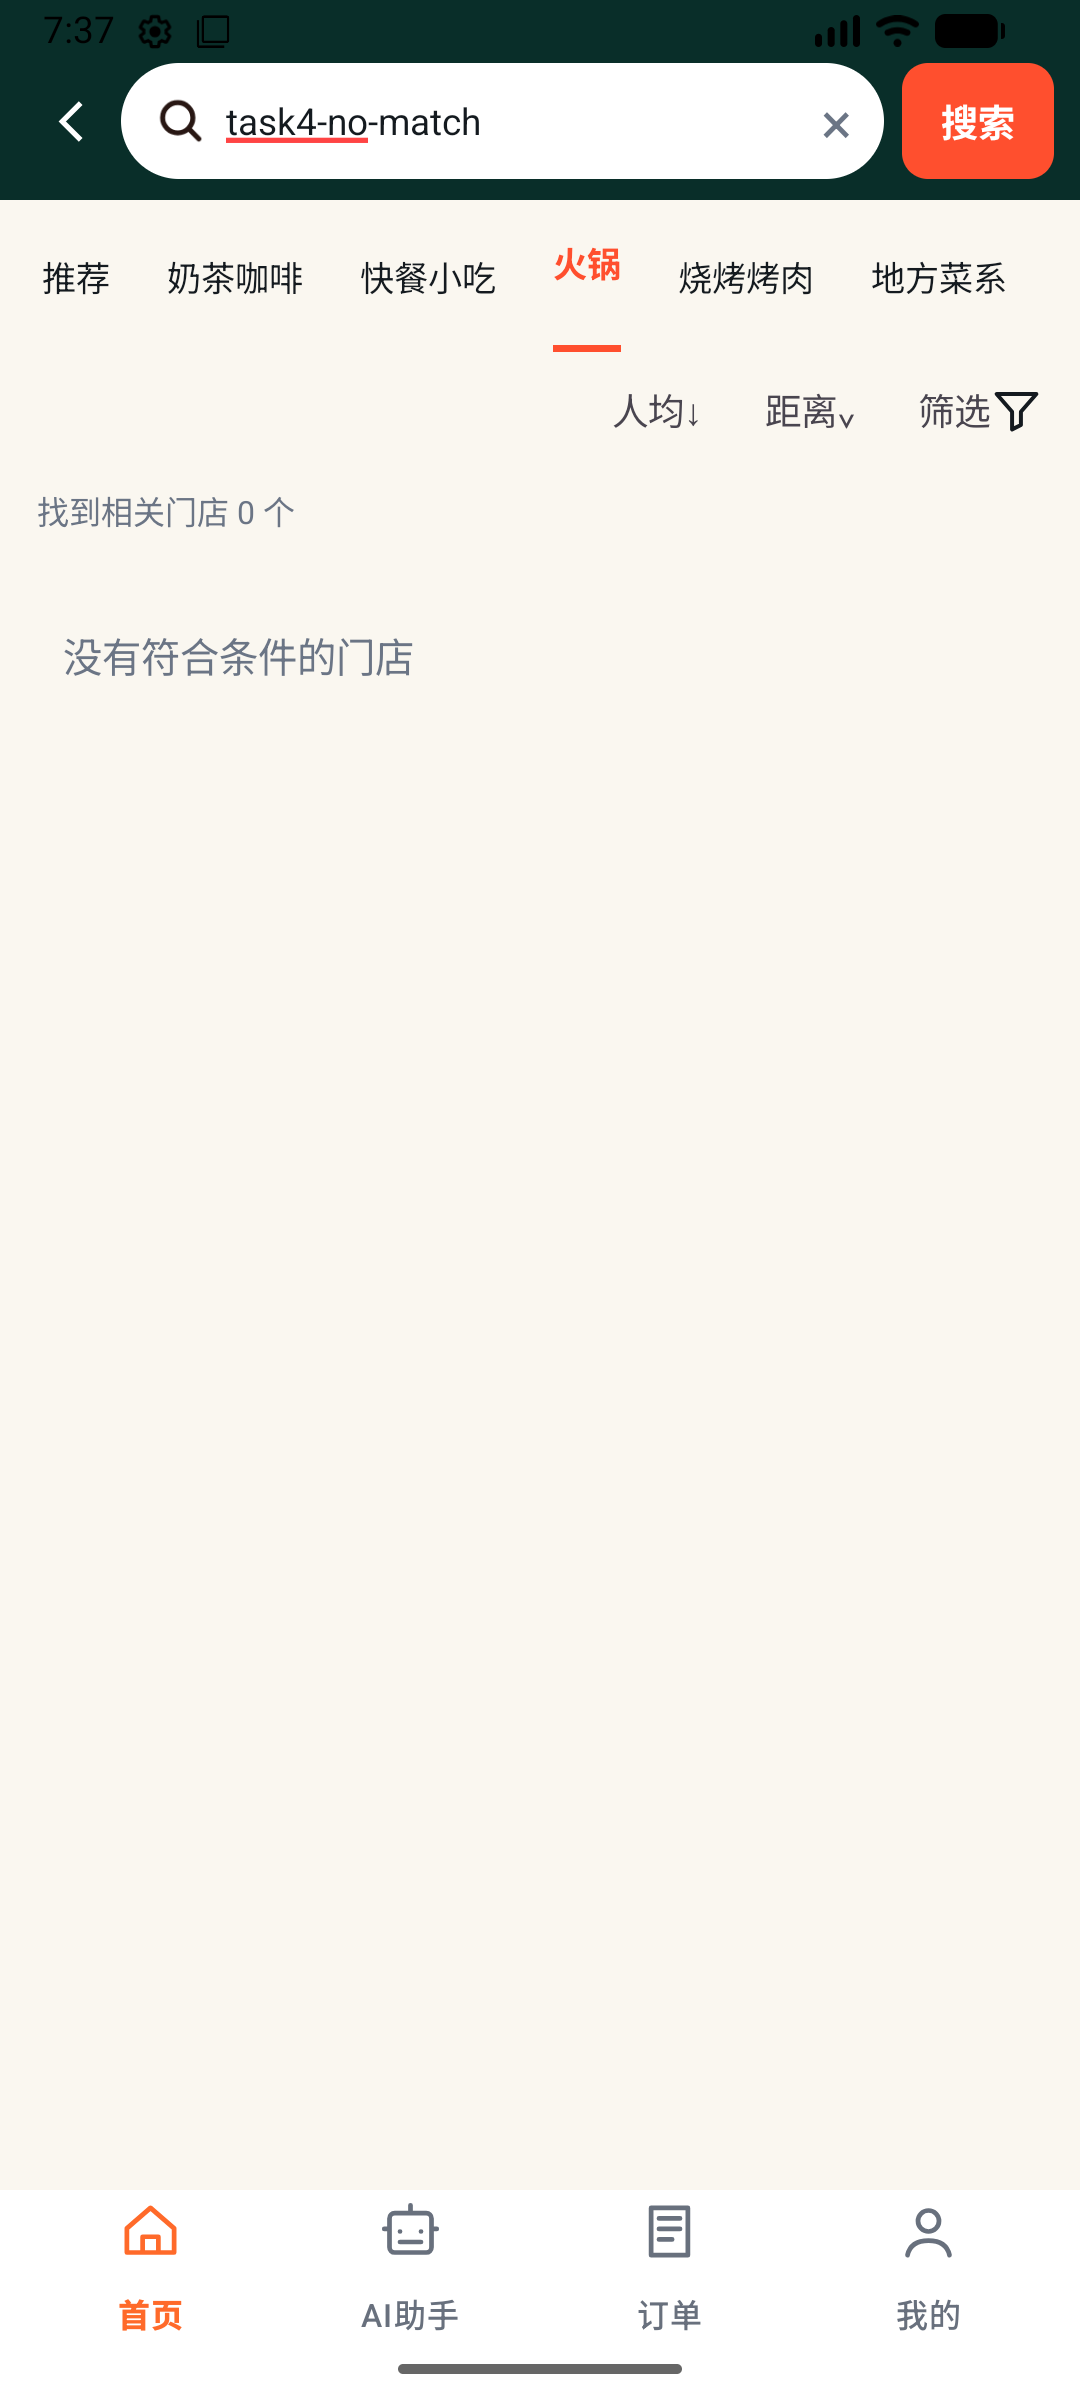 7:37
task4-no-match
搜索
推荐 奶茶咖啡 快餐小吃 火锅 烧烤烤肉 地方菜系
人均↓ 距离 筛选
找到相关门店 0 个
没有符合条件的门店
首页 AI助手 订单 我的